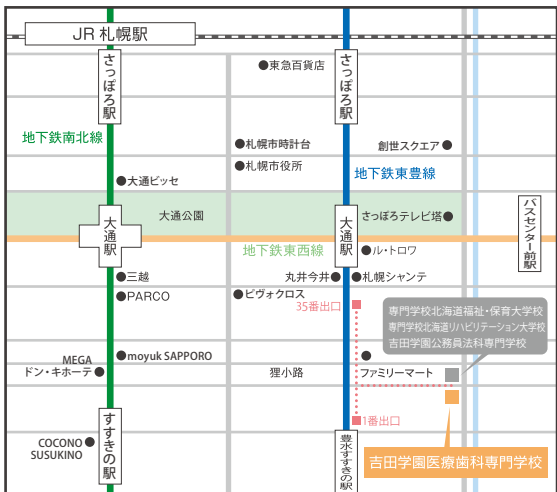 JR 札幌駅
さっぽろ駅
さっぽろ駅
●東急百貨店
地下鉄南北線
●札幌市時計台
創世スクエア●
●札幌市役所
地下鉄東豊線
●大通ビッセ
大通公園
さっぽろテレビ塔●
バスセンター前駅
大通駅
大通駅
地下鉄東西線
●ル・トロワ
●三越
丸井今井●
●札幌シャンテ
●PARCO
●ビヴォクロス
35番出口
専門学校北海道福祉・保育大学校
専門学校北海道リハビリテーション大学校
吉田学園公務員法科専門学校
●moyuk SAPPORO
MEGA
ドン・キホーテ●
狸小路
●
ファミリーマート
すすきの駅
1番出口
豊水すすきの駅
COCONO
SUSUKINO●
吉田学園医療歯科専門学校